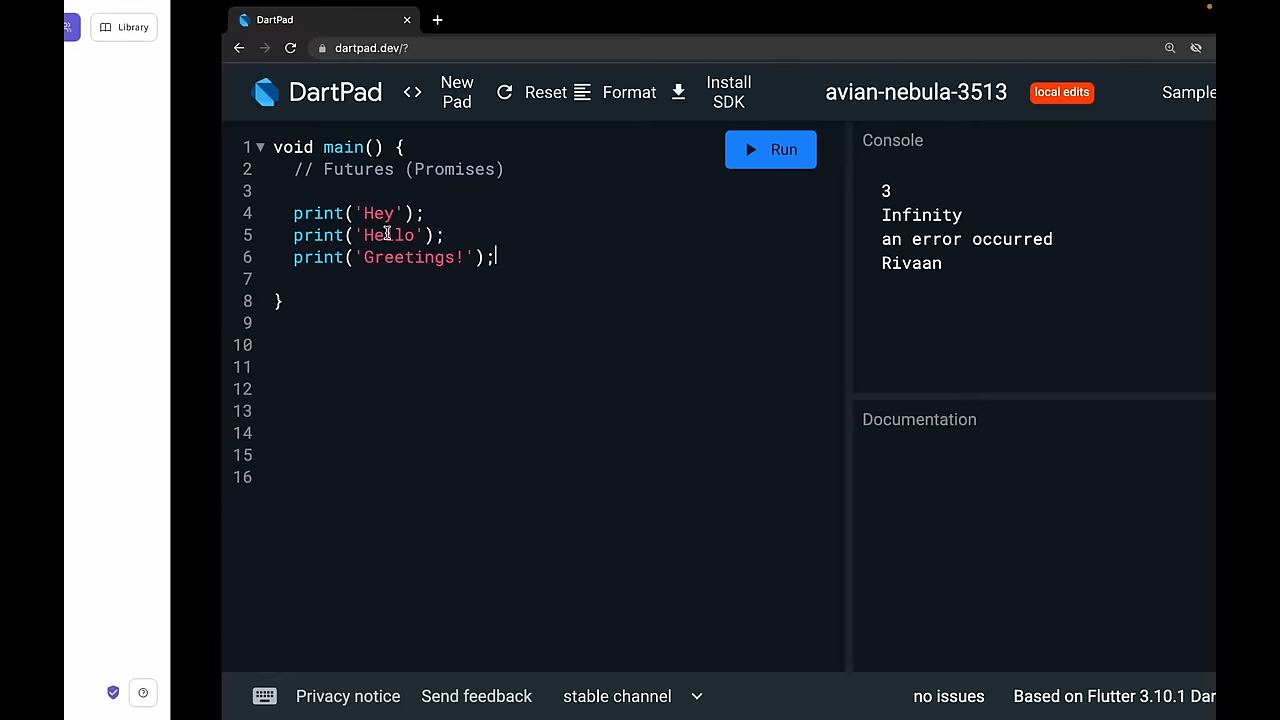 Library
DartPad
dartpad.dev/?
DartPad
<> New Pad
Reset
Format
Install SDK
avian-nebula-3513
local edits
Sample
1 void main() {
2 // Futures (Promises)
3
4 print('Hey');
5 print('Hello');
6 print('Greetings!');
7
8 }
9
10
11
12
13
14
15
16
Run
Console
3
Infinity
an error occurred
Rivaan
Documentation
Privacy notice
Send feedback
stable channel
no issues
Based on Flutter 3.10.1 Dar